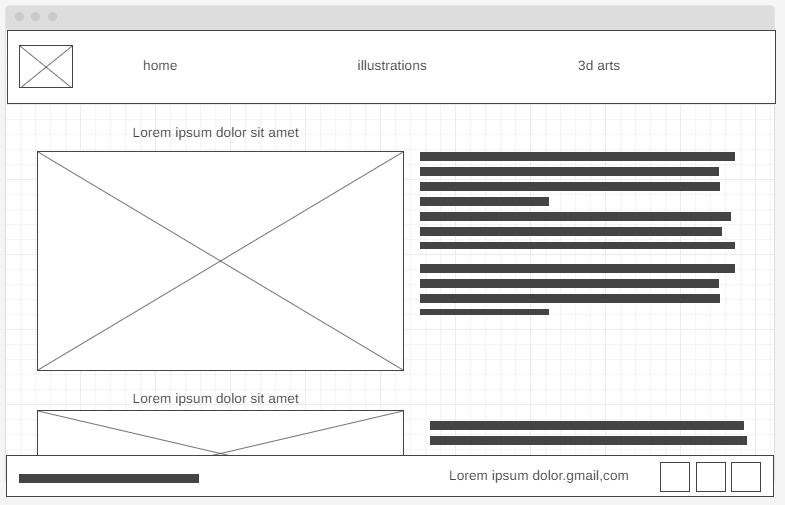 home
illustrations
3d arts
Lorem ipsum dolor sit amet
Lorem ipsum dolor sit amet
Lorem ipsum dolor.gmail,com